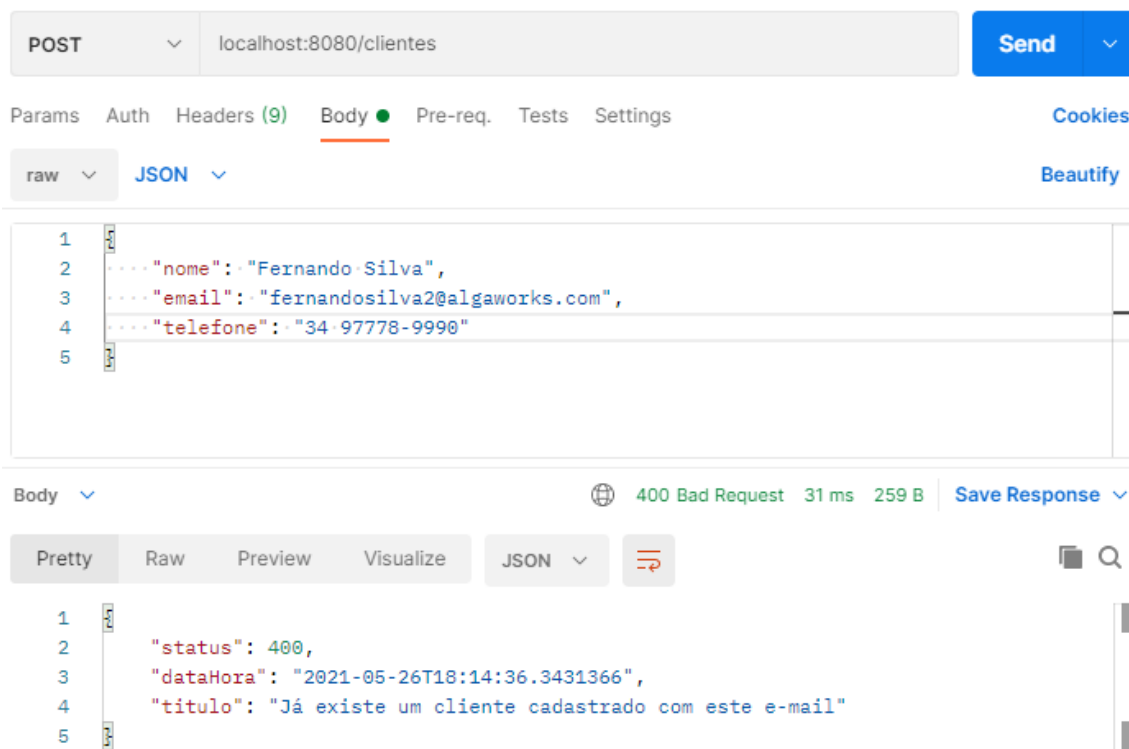 POST localhost:8080/clientes Send
Params Auth Headers (9) Body Pre-req. Tests Settings Cookies
raw JSON Beautify
1 {
2 "nome": "Fernando Silva",
3 "email": "fernandosilva2@algaworks.com",
4 "telefone": "34 97778-9990"
5 }
Body 400 Bad Request 31 ms 259 B Save Response
Pretty Raw Preview Visualize JSON
1 {
2 "status": 400,
3 "dataHora": "2021-05-26T18:14:36.3431366",
4 "titulo": "Já existe um cliente cadastrado com este e-mail"
5 }